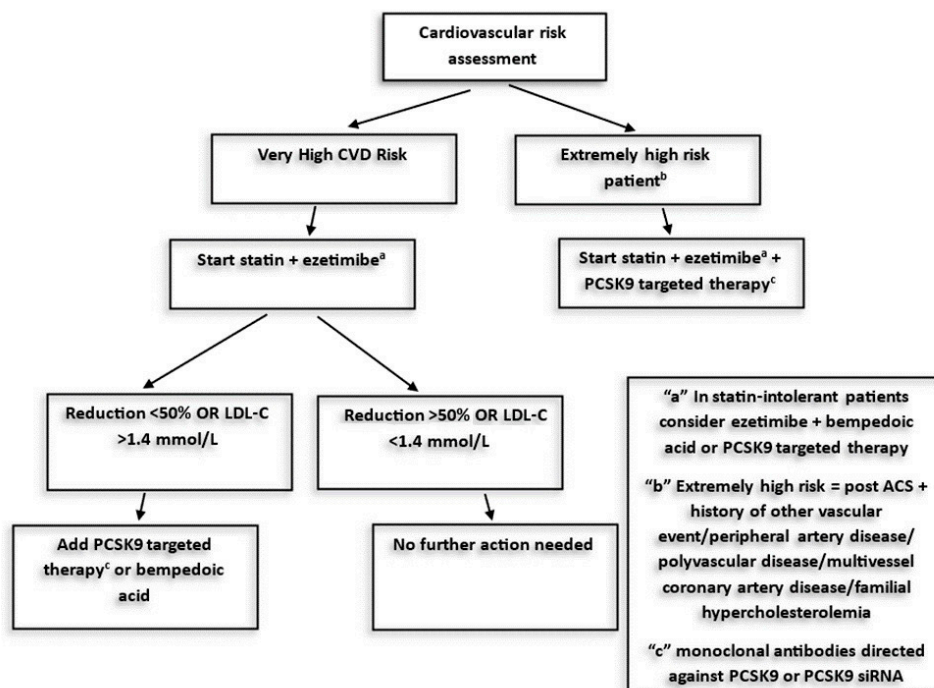 Cardiovascular risk
assessment
Very High CVD Risk
Extremely high risk
patientᵇ
Start statin + ezetimibeᵃ
Start statin + ezetimibeᵃ +
PCSK9 targeted therapyᶜ
Reduction <50% OR LDL-C
>1.4 mmol/L
Reduction >50% OR LDL-C
<1.4 mmol/L
Add PCSK9 targeted
therapyᶜ or bempedoic
acid
No further action needed
“a” In statin-intolerant patients
consider ezetimibe + bempedoic
acid or PCSK9 targeted therapy
“b” Extremely high risk = post ACS +
history of other vascular
event/peripheral artery disease/
polyvascular disease/multivessel
coronary artery disease/familial
hypercholesterolemia
“c” monoclonal antibodies directed
against PCSK9 or PCSK9 siRNA